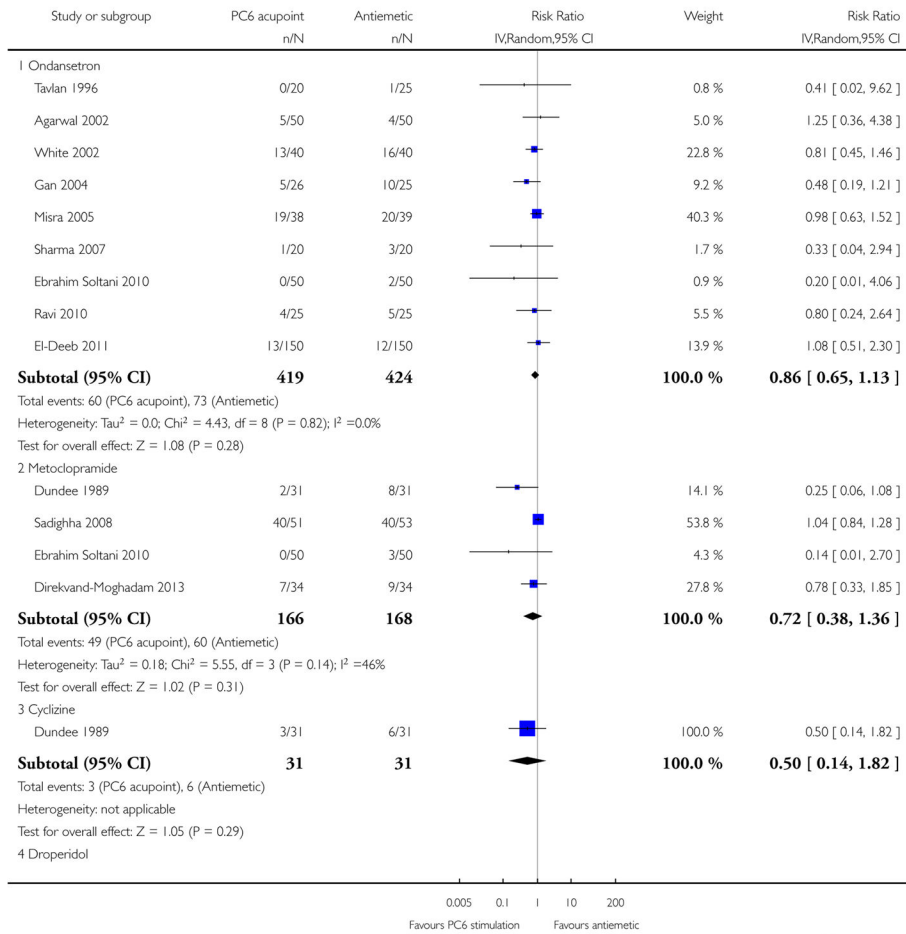 Study or subgroup PC6 acupoint Antiemetic Risk Ratio Weight Risk Ratio
n/N n/N IV,Random,95% CI IV,Random,95% CI
1 Ondansetron
Tavlan 1996 0/20 1/25 0.8 % 0.41 [ 0.02, 9.62 ]
Agarwal 2002 5/50 4/50 5.0 % 1.25 [ 0.36, 4.38 ]
White 2002 13/40 16/40 22.8 % 0.81 [ 0.45, 1.46 ]
Gan 2004 5/26 10/25 9.2 % 0.48 [ 0.19, 1.21 ]
Misra 2005 19/38 20/39 40.3 % 0.98 [ 0.63, 1.52 ]
Sharma 2007 1/20 3/20 1.7 % 0.33 [ 0.04, 2.94 ]
Ebrahim Soltani 2010 0/50 2/50 0.9 % 0.20 [ 0.01, 4.06 ]
Ravi 2010 4/25 5/25 5.5 % 0.80 [ 0.24, 2.64 ]
El-Deeb 2011 13/150 12/150 13.9 % 1.08 [ 0.51, 2.30 ]
Subtotal (95% CI) 419 424 100.0 % 0.86 [ 0.65, 1.13 ]
Total events: 60 (PC6 acupoint), 73 (Antiemetic)
Heterogeneity: Tau² = 0.0; Chi² = 4.43, df = 8 (P = 0.82); I² =0.0%
Test for overall effect: Z = 1.08 (P = 0.28)
2 Metoclopramide
Dundee 1989 2/31 8/31 14.1 % 0.25 [ 0.06, 1.08 ]
Sadighha 2008 40/51 40/53 53.8 % 1.04 [ 0.84, 1.28 ]
Ebrahim Soltani 2010 0/50 3/50 4.3 % 0.14 [ 0.01, 2.70 ]
Direkvand-Moghadam 2013 7/34 9/34 27.8 % 0.78 [ 0.33, 1.85 ]
Subtotal (95% CI) 166 168 100.0 % 0.72 [ 0.38, 1.36 ]
Total events: 49 (PC6 acupoint), 60 (Antiemetic)
Heterogeneity: Tau² = 0.18; Chi² = 5.55, df = 3 (P = 0.14); I² =46%
Test for overall effect: Z = 1.02 (P = 0.31)
3 Cyclizine
Dundee 1989 3/31 6/31 100.0 % 0.50 [ 0.14, 1.82 ]
Subtotal (95% CI) 31 31 100.0 % 0.50 [ 0.14, 1.82 ]
Total events: 3 (PC6 acupoint), 6 (Antiemetic)
Heterogeneity: not applicable
Test for overall effect: Z = 1.05 (P = 0.29)
4 Droperidol
0.005 0.1 1 10 200
Favours PC6 stimulation Favours antiemetic